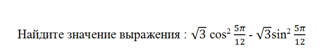 Найдите значение выражения : √3 cos² 5π/12 - √3sin² 5π/12